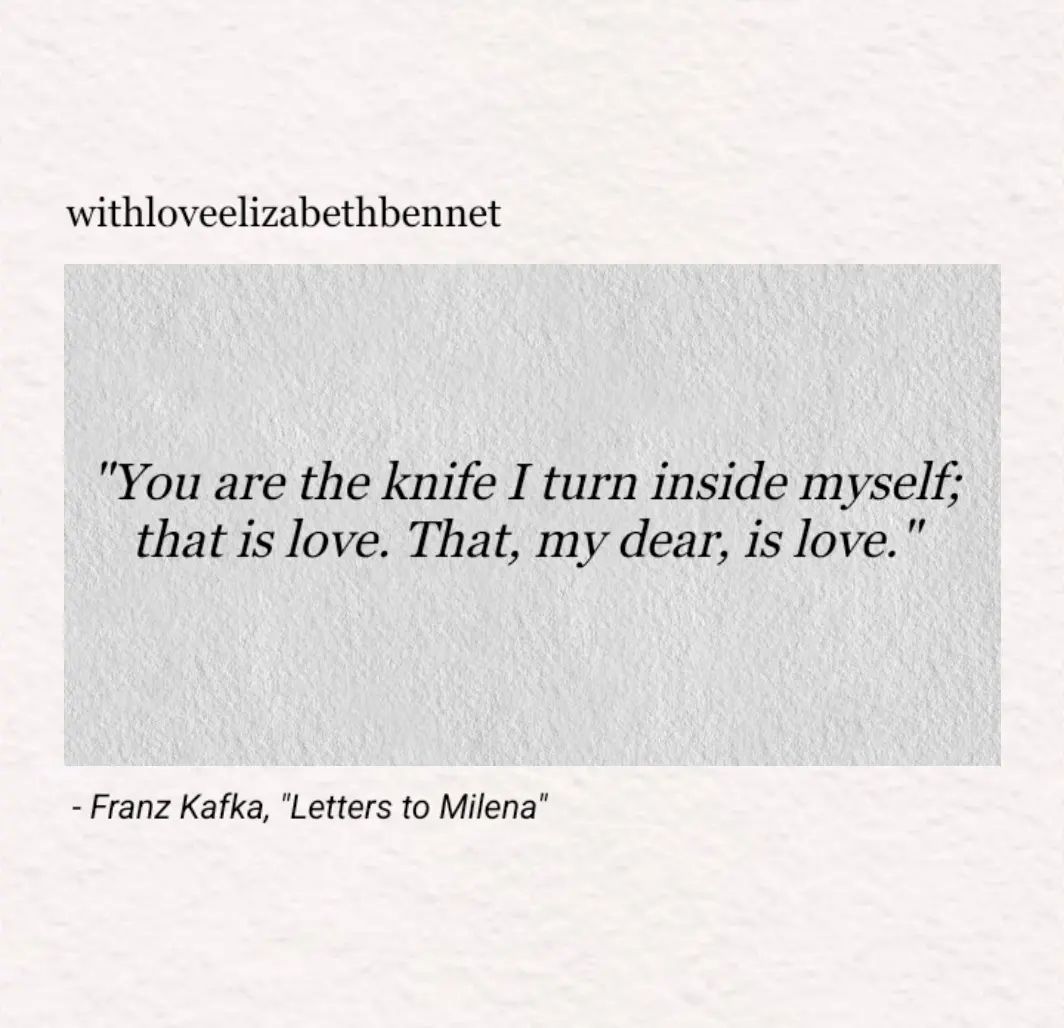 withloveelizabethbennet
"You are the knife I turn inside myself;
that is love. That, my dear, is love."
- Franz Kafka, "Letters to Milena"